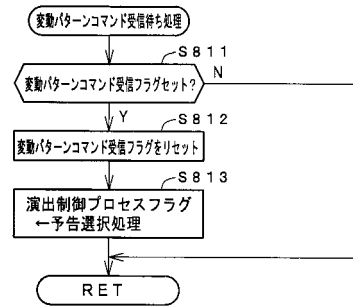 変動パターンコマンド受信待ち処理
S811
変動パターンコマンド受信フラグセット?
N
Y
S812
変動パターンコマンド受信フラグをリセット
S813
演出制御プロセスフラグ
←予告選択処理
RET